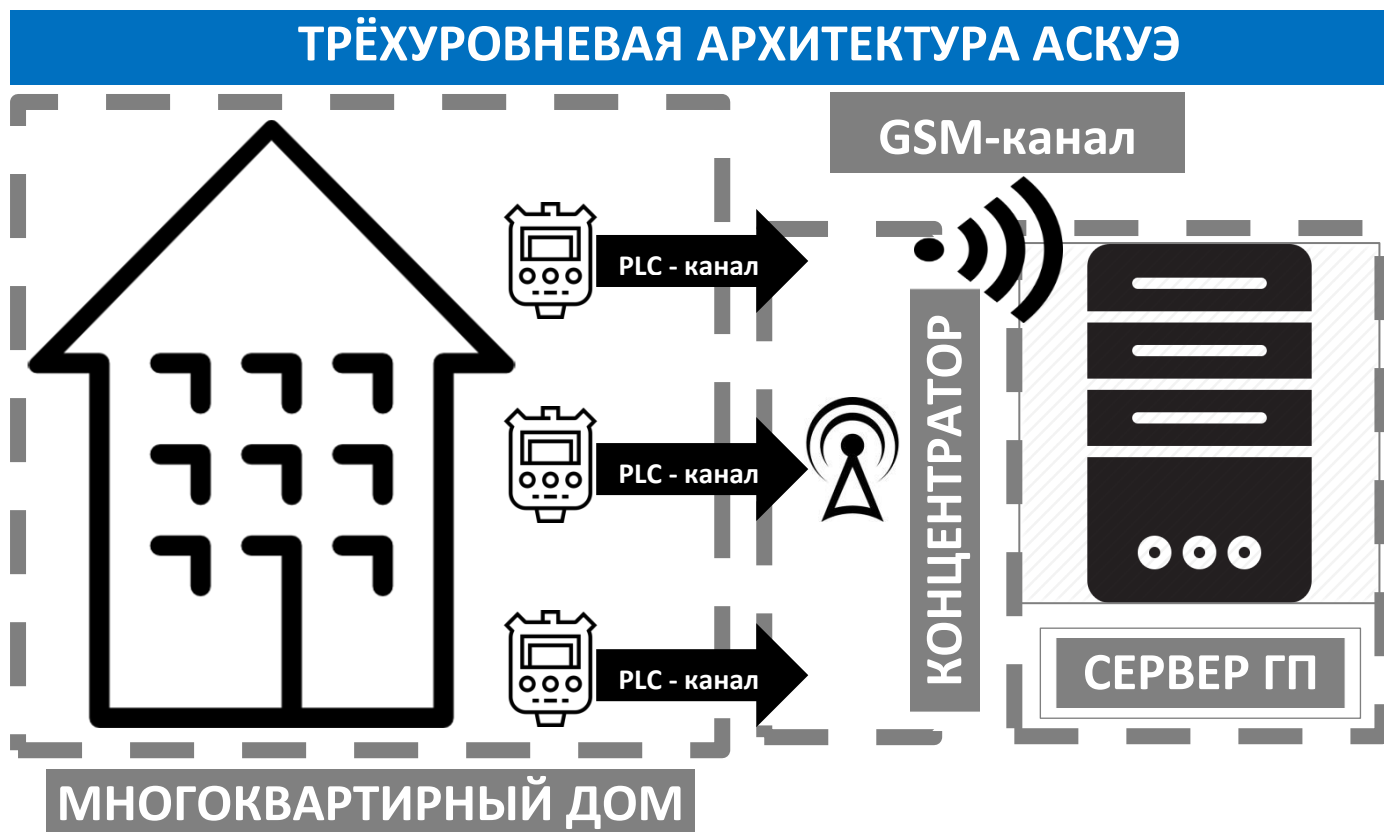 ТРЁХУРОВНЕВАЯ АРХИТЕКТУРА АСКУЭ
GSM-канал
PLC - канал
PLC - канал
PLC - канал
КОНЦЕНТРАТОР
СЕРВЕР ГП
МНОГОКВАРТИРНЫЙ ДОМ